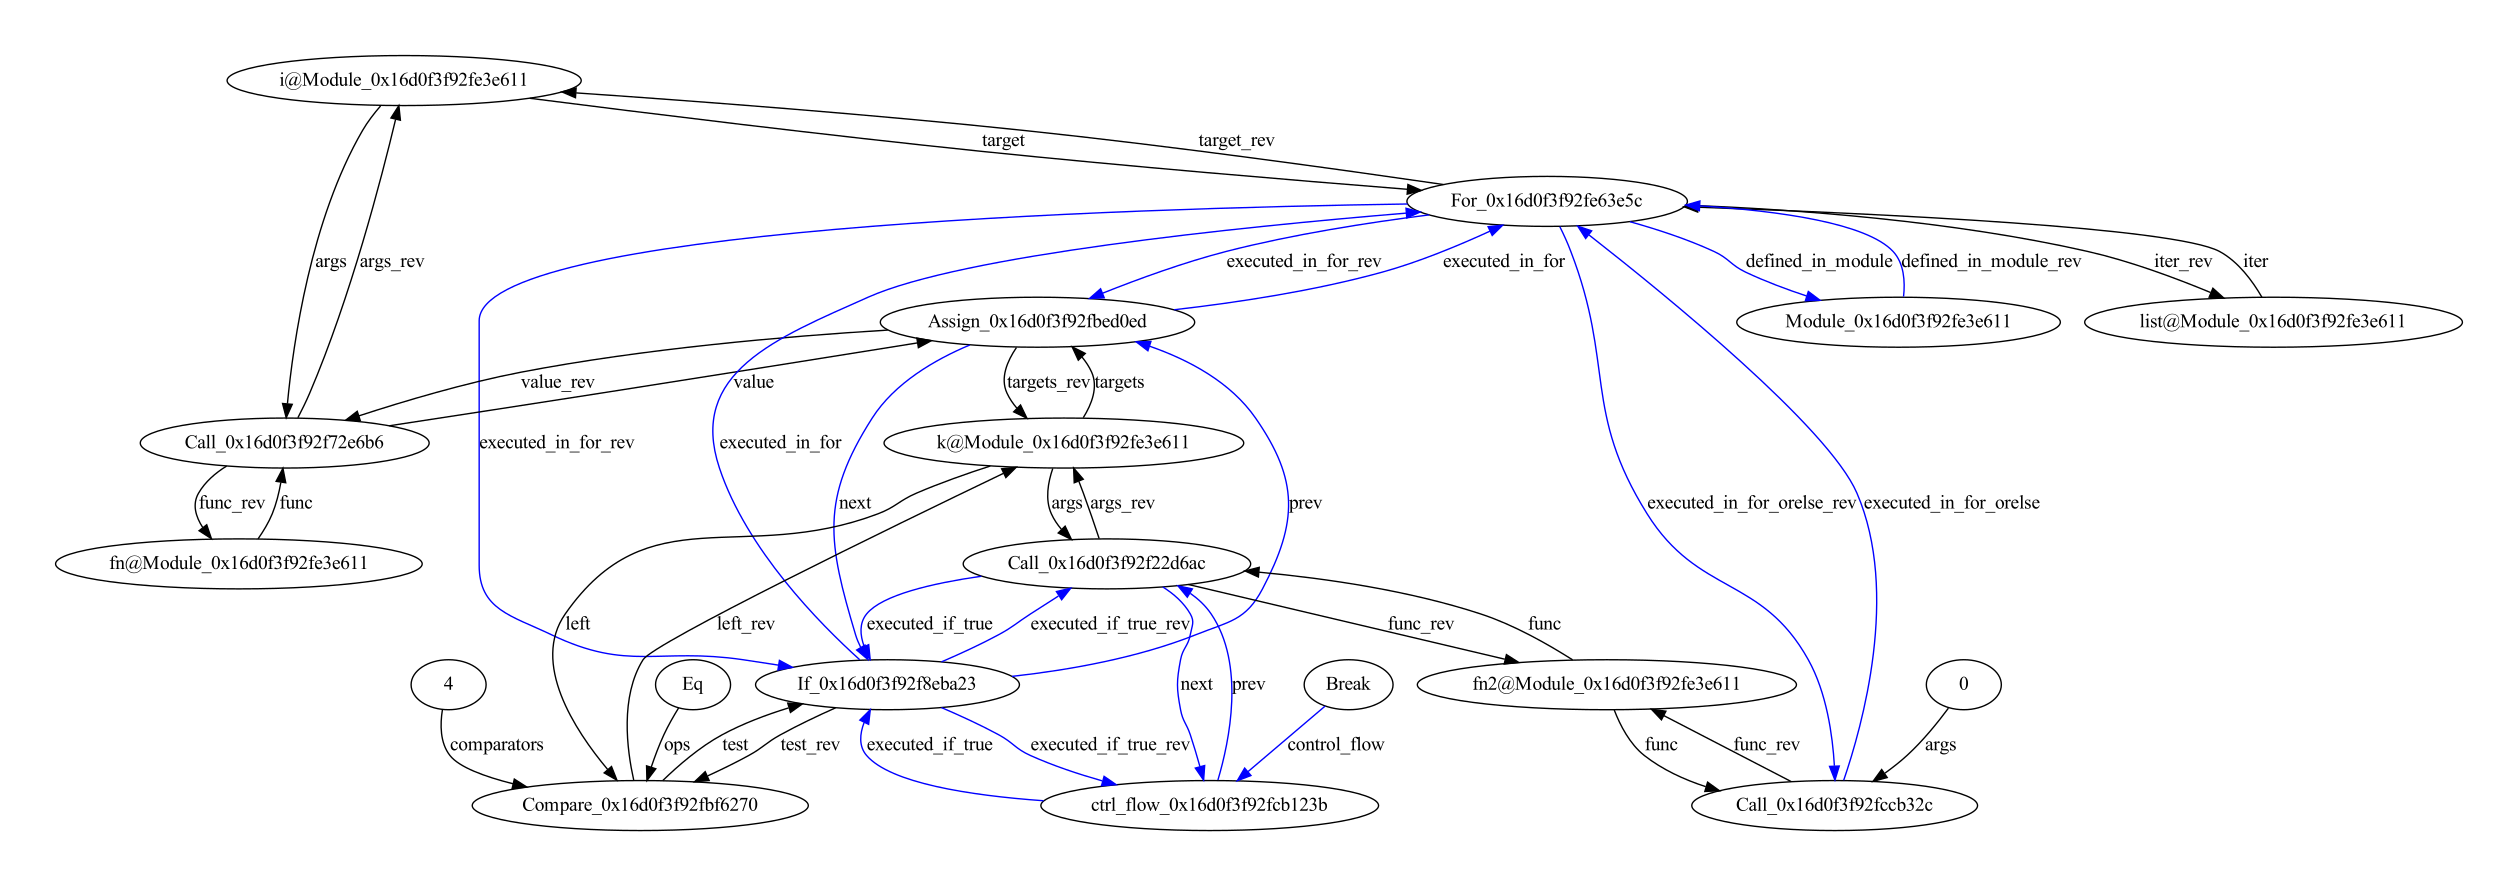 i@Module_0x16d0f3f92fe3e611
target
target_rev
For_0x16d0f3f92fe63e5c
args
args_rev
executed_in_for_rev
executed_in_for
defined_in_module
defined_in_module_rev
iter_rev
iter
Assign_0x16d0f3f92fbed0ed
Module_0x16d0f3f92fe3e611
list@Module_0x16d0f3f92fe3e611
value_rev
value
targets_rev
targets
Call_0x16d0f3f92f72e6b6
executed_in_for_rev
executed_in_for
k@Module_0x16d0f3f92fe3e611
func_rev
func
next
args
args_rev
prev
executed_in_for_orelse_rev
executed_in_for_orelse
fn@Module_0x16d0f3f92fe3e611
Call_0x16d0f3f92f22d6ac
left
left_rev
executed_if_true
executed_if_true_rev
func_rev
func
4
Eq
If_0x16d0f3f92f8eba23
next
prev
Break
fn2@Module_0x16d0f3f92fe3e611
0
comparators
ops
test
test_rev
executed_if_true
executed_if_true_rev
control_flow
func
func_rev
args
Compare_0x16d0f3f92fbf6270
ctrl_flow_0x16d0f3f92fcb123b
Call_0x16d0f3f92fccb32c